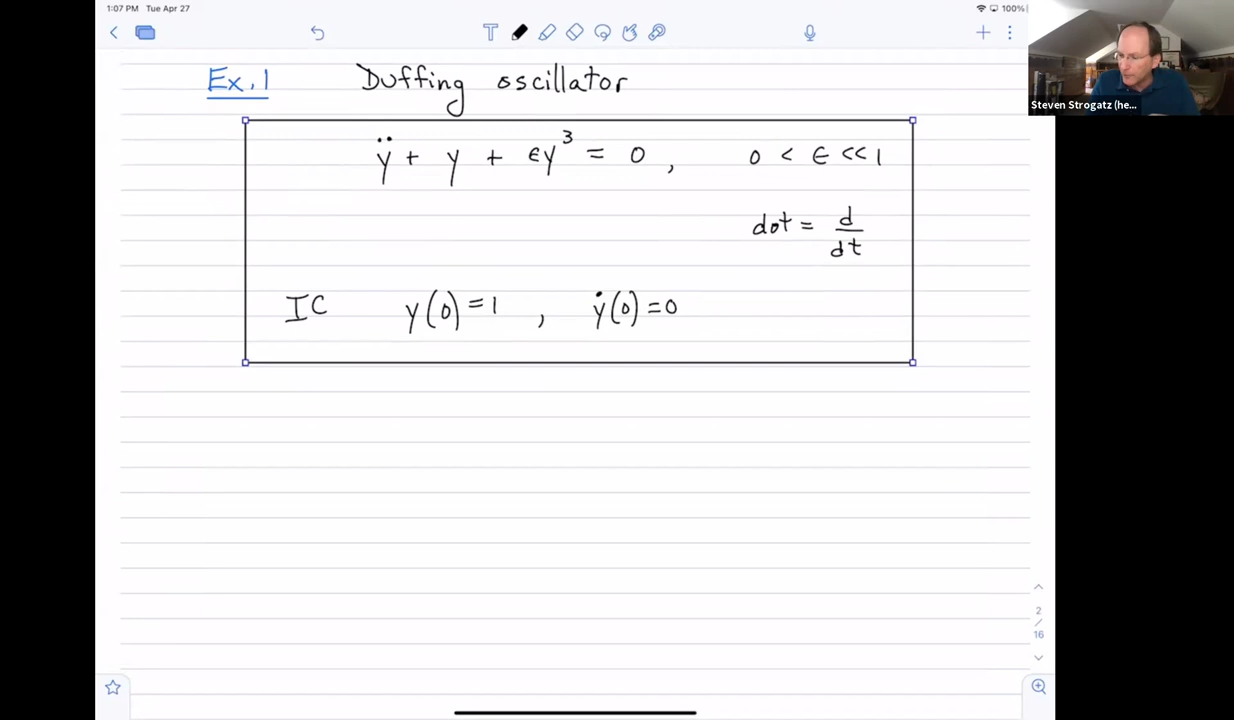 1:07 PM Tue Apr 27 100%
T
Steven Strogatz (he...
Ex. 1 Duffing oscillator
ÿ + y + ϵy³ = 0 , 0 < ϵ << 1
dot = d/dt
IC y(0) = 1 , ẏ(0) = 0
2
/
16